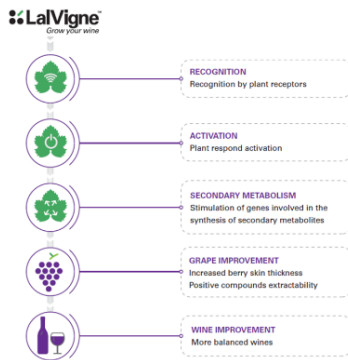 LalVigne™
Grow your wine
RECOGNITION
Recognition by plant receptors
ACTIVATION
Plant respond activation
SECONDARY METABOLISM
Stimulation of genes involved in the
synthesis of secondary metabolites
GRAPE IMPROVEMENT
Increased berry skin thickness
Positive compounds extractability
WINE IMPROVEMENT
More balanced wines